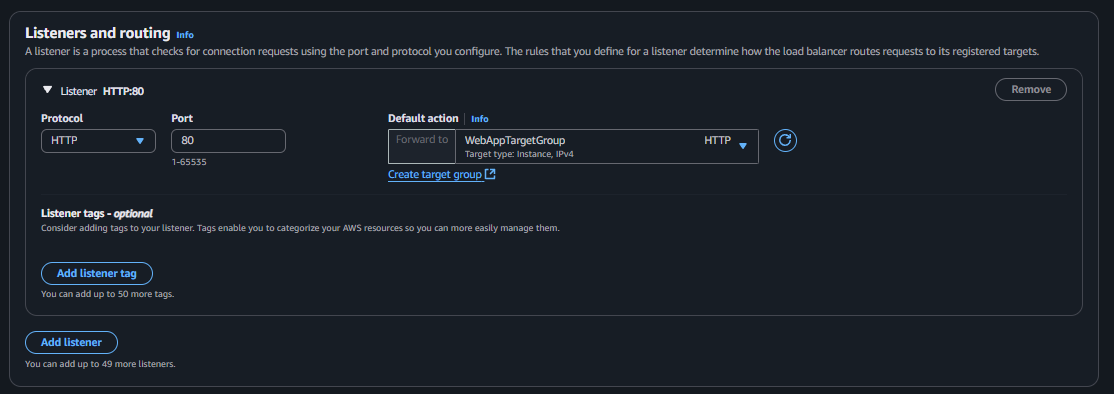 Listeners and routing Info
A listener is a process that checks for connection requests using the port and protocol you configure. The rules that you define for a listener determine how the load balancer routes requests to its registered targets.
Listener HTTP:80
Remove
Protocol
Port
Default action | Info
HTTP
80
Forward to
WebAppTargetGroup
HTTP
Target type: Instance, IPv4
1-65535
Create target group
Listener tags - optional
Consider adding tags to your listener. Tags enable you to categorize your AWS resources so you can more easily manage them.
Add listener tag
You can add up to 50 more tags.
Add listener
You can add up to 49 more listeners.